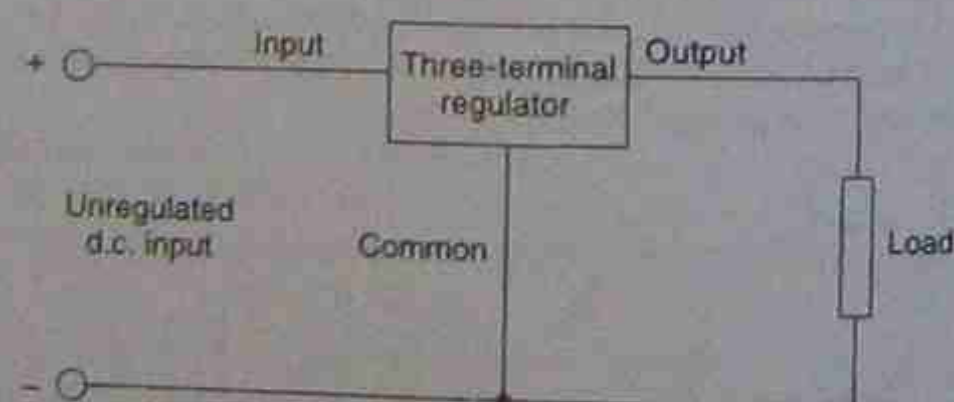 Input
Three-terminal
regulator
Output
+
Unregulated
d.c. input
Common
Load
–